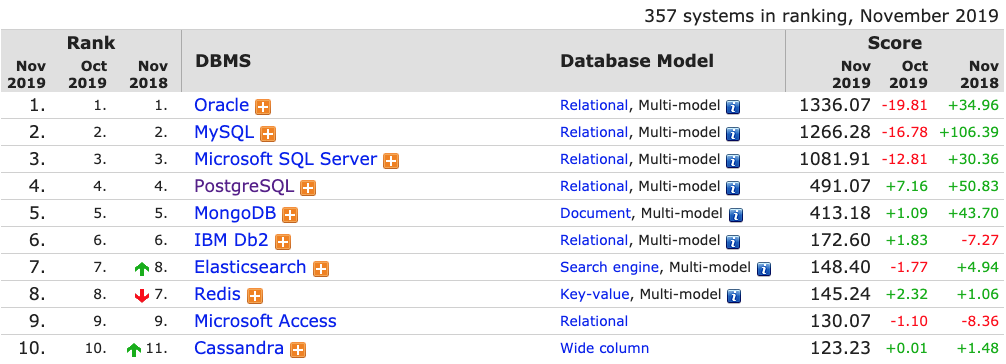 357 systems in ranking, November 2019
Rank DBMS Database Model Score
Nov 2019 Oct 2019 Nov 2018 Nov 2019 Oct 2019 Nov 2018
1. 1. 1. Oracle Relational, Multi-model 1336.07 -19.81 +34.96
2. 2. 2. MySQL Relational, Multi-model 1266.28 -16.78 +106.39
3. 3. 3. Microsoft SQL Server Relational, Multi-model 1081.91 -12.81 +30.36
4. 4. 4. PostgreSQL Relational, Multi-model 491.07 +7.16 +50.83
5. 5. 5. MongoDB Document, Multi-model 413.18 +1.09 +43.70
6. 6. 6. IBM Db2 Relational, Multi-model 172.60 +1.83 -7.27
7. 7. 8. Elasticsearch Search engine, Multi-model 148.40 -1.77 +4.94
8. 8. 7. Redis Key-value, Multi-model 145.24 +2.32 +1.06
9. 9. 9. Microsoft Access Relational 130.07 -1.10 -8.36
10. 10. 11. Cassandra Wide column 123.23 +0.01 +1.48